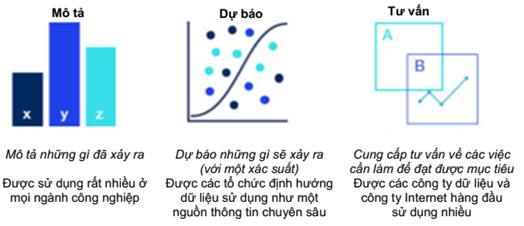 Mô tả
x
y
z
Mô tả những gì đã xảy ra
Được sử dụng rất nhiều ở
mọi ngành công nghiệp
Dự báo
Dự báo những gì sẽ xảy ra
(với một xác suất)
Được các tổ chức định hướng
dữ liệu sử dụng như một
nguồn thông tin chuyên sâu
Tư vấn
A
B
Cung cấp tư vấn về các việc
cần làm để đạt được mục tiêu
Được các công ty dữ liệu và
công ty Internet hàng đầu
sử dụng nhiều